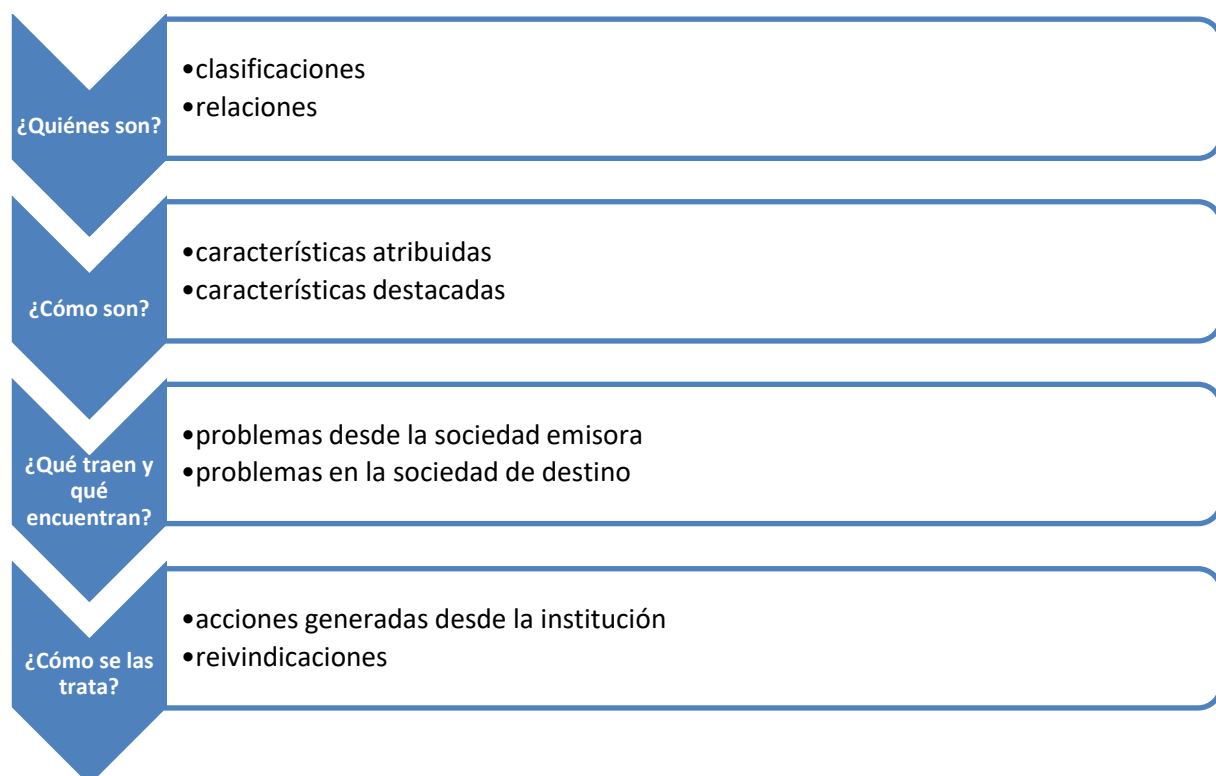 ¿Quiénes son?
•clasificaciones
•relaciones
¿Cómo son?
•características atribuidas
•características destacadas
¿Qué traen y
qué
encuentran?
•problemas desde la sociedad emisora
•problemas en la sociedad de destino
¿Cómo se las
trata?
•acciones generadas desde la institución
•reivindicaciones